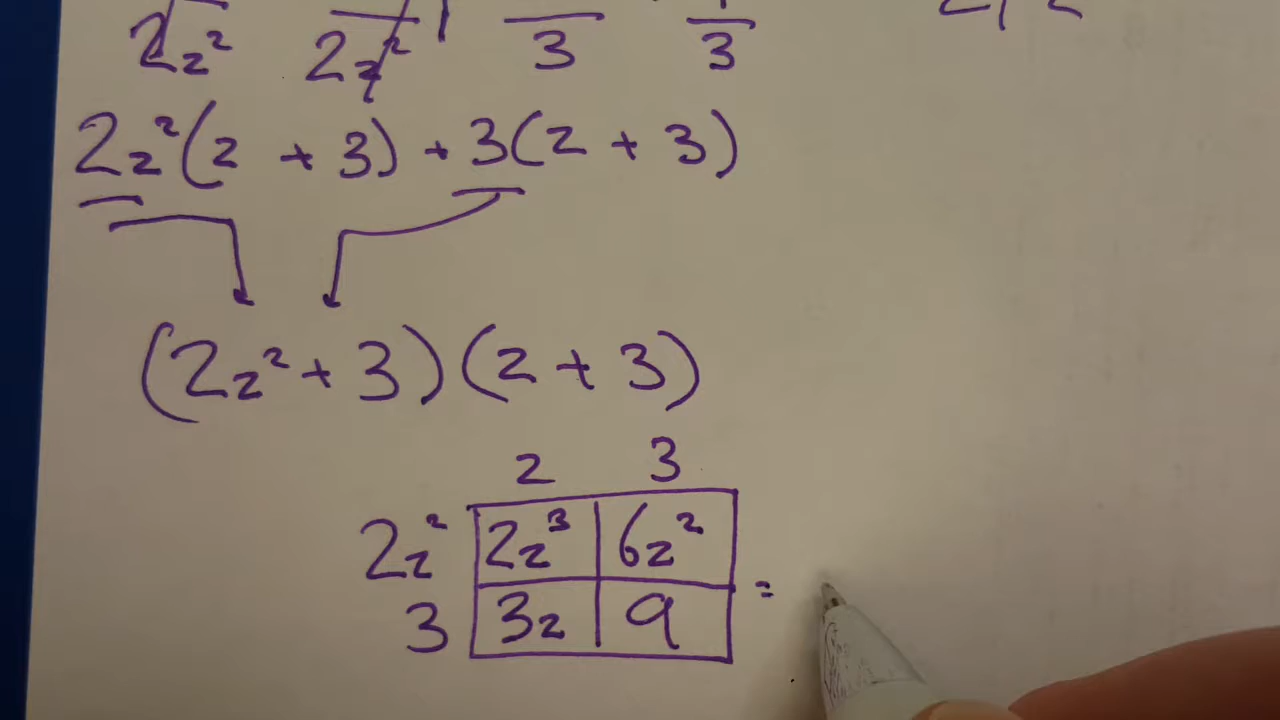 2z² 2z² 3 3
2z²(z + 3) + 3(z + 3)
(2z² + 3)(z + 3)
z 3
2z² 2z³ 6z²
3 3z 9 =